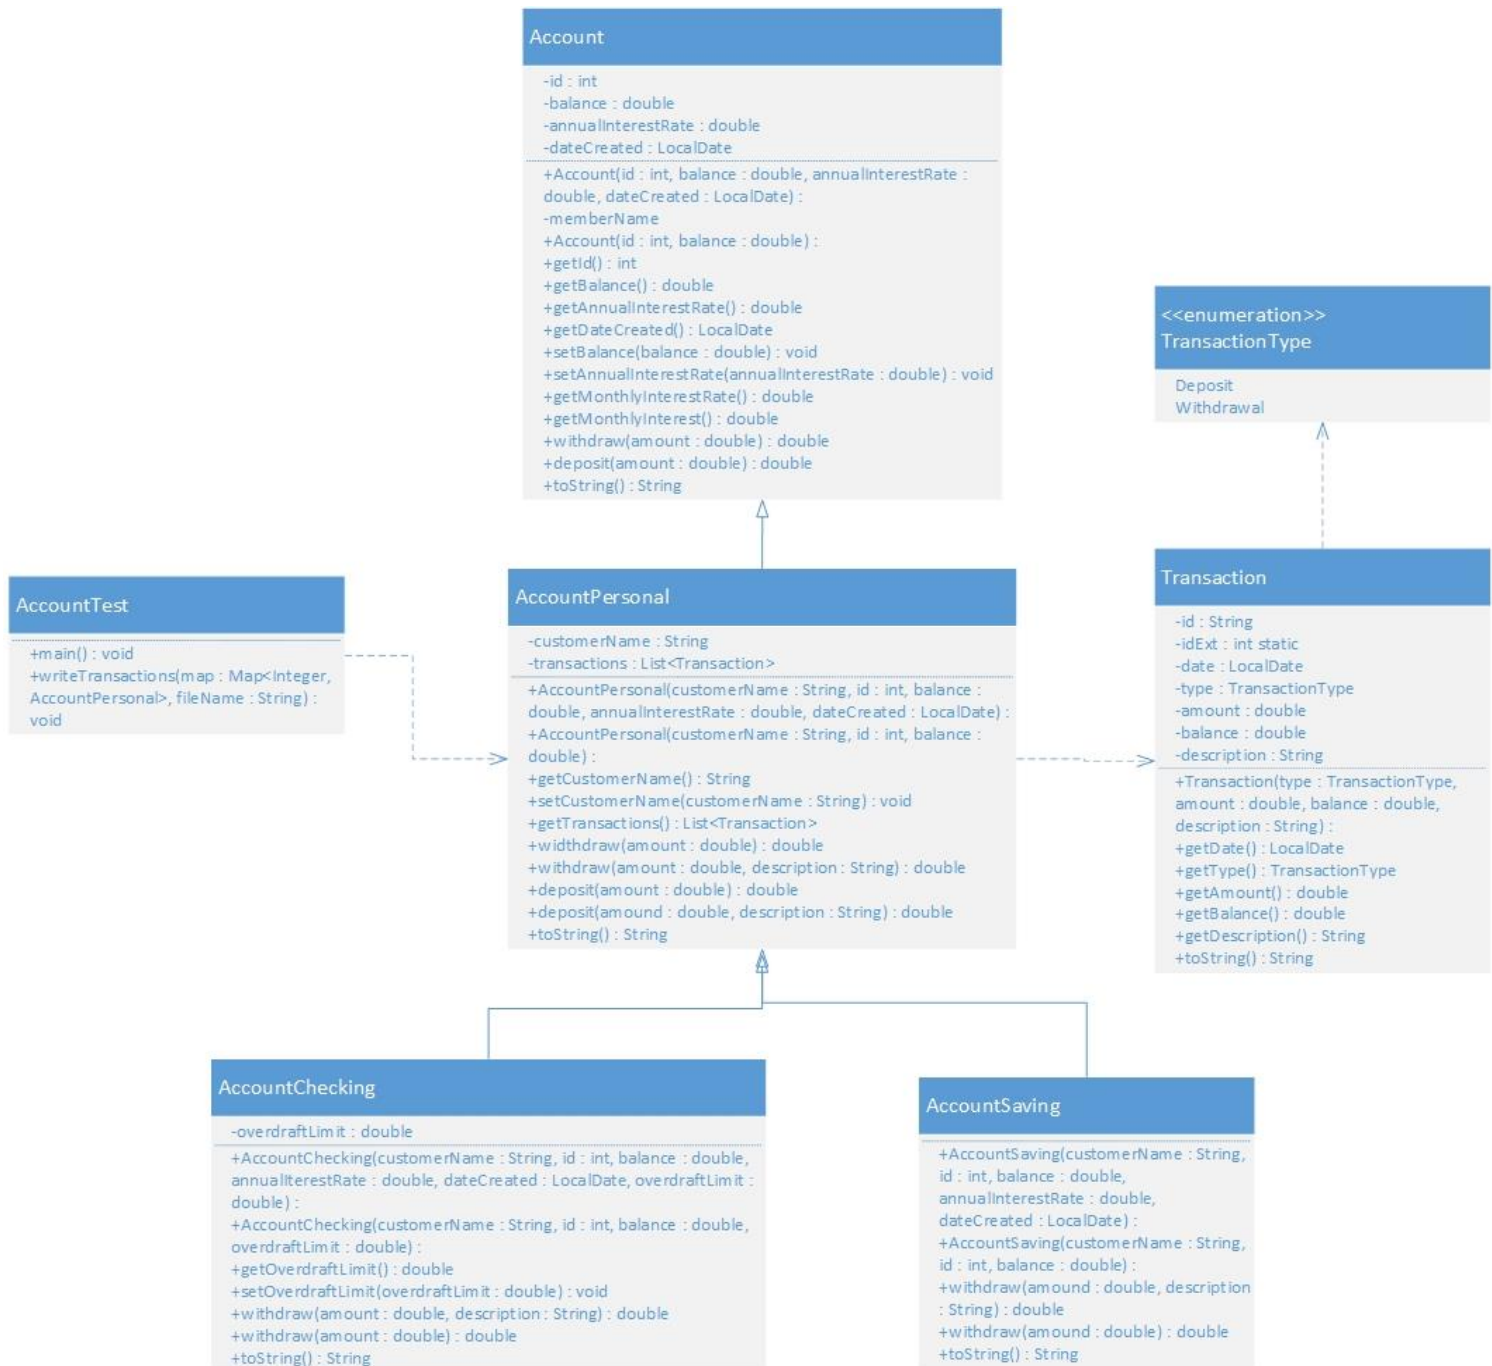 Account
-id : int
-balance : double
-annualInterestRate : double
-dateCreated : LocalDate
+Account(id : int, balance : double, annualInterestRate :
double, dateCreated : LocalDate) :
-memberName
+Account(id : int, balance : double) :
+getId() : int
+getBalance() : double
+getAnnualInterestRate() : double
+getDateCreated() : LocalDate
+setBalance(balance : double) : void
+setAnnualInterestRate(annualInterestRate : double) : void
+getMonthlyInterestRate() : double
+getMonthlyInterest() : double
+withdraw(amount : double) : double
+deposit(amount : double) : double
+toString() : String
<<enumeration>>
TransactionType
Deposit
Withdrawal
AccountTest
+main() : void
+writeTransactions(map : Map<Integer,
AccountPersonal>, fileName : String) :
void
AccountPersonal
-customerName : String
-transactions : List<Transaction>
+AccountPersonal(customerName : String, id : int, balance :
double, annualInterestRate : double, dateCreated : LocalDate) :
+AccountPersonal(customerName : String, id : int, balance :
double) :
+getCustomerName() : String
+setCustomerName(customerName : String) : void
+getTransactions() : List<Transaction>
+widthdraw(amount : double) : double
+withdraw(amount : double, description : String) : double
+deposit(amount : double) : double
+deposit(amound : double, description : String) : double
+toString() : String
Transaction
-id : String
-idExt : int static
-date : LocalDate
-type : TransactionType
-amount : double
-balance : double
-description : String
+Transaction(type : TransactionType,
amount : double, balance : double,
description : String) :
+getDate() : LocalDate
+getType() : TransactionType
+getAmount() : double
+getBalance() : double
+getDescription() : String
+toString() : String
AccountChecking
-overdraftLimit : double
+AccountChecking(customerName : String, id : int, balance : double,
annualIterestRate : double, dateCreated : LocalDate, overdraftLimit :
double) :
+AccountChecking(customerName : String, id : int, balance : double,
overdraftLimit : double) :
+getOverdraftLimit() : double
+setOverdraftLimit(overdraftLimit : double) : void
+withdraw(amount : double, description : String) : double
+withdraw(amount : double) : double
+toString() : String
AccountSaving
+AccountSaving(customerName : String,
id : int, balance : double,
annualInterestRate : double,
dateCreated : LocalDate) :
+AccountSaving(customerName : String,
id : int, balance : double) :
+withdraw(amound : double, description
: String) : double
+withdraw(amound : double) : double
+toString() : String